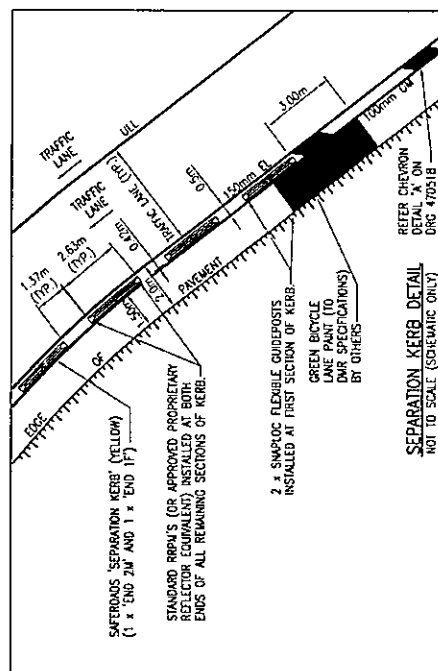 TRAFFIC
LANE
ULL
TRAFFIC
LANE
TRAFFIC LANE (TYP.)
1.37m
(TYP.)
2.63m
(TYP.)
0.42m
2.0m
1.50m
0.5m
150mm EL
3.00m
100mm CM
EDGE OF PAVEMENT
SAFEROADS 'SEPARATION KERB' (YELLOW)
(1 x 'END 2M' AND 1 x 'END 1F')
STANDARD RRPM'S (OR APPROVED PROPRIETARY
REFLECTOR EQUIVALENT) INSTALLED AT BOTH
ENDS OF ALL REMAINING SECTIONS OF KERB.
2 x SNAPLOC FLEXIBLE GUIDEPOSTS
INSTALLED AT FIRST SECTION OF KERB
GREEN BICYCLE
LANE PAINT (TO
DMR SPECIFICATIONS)
BY OTHERS
REFER CHEVRON
DETAIL 'A' ON
DRG 470518
SEPARATION KERB DETAIL
NOT TO SCALE (SCHEMATIC ONLY)